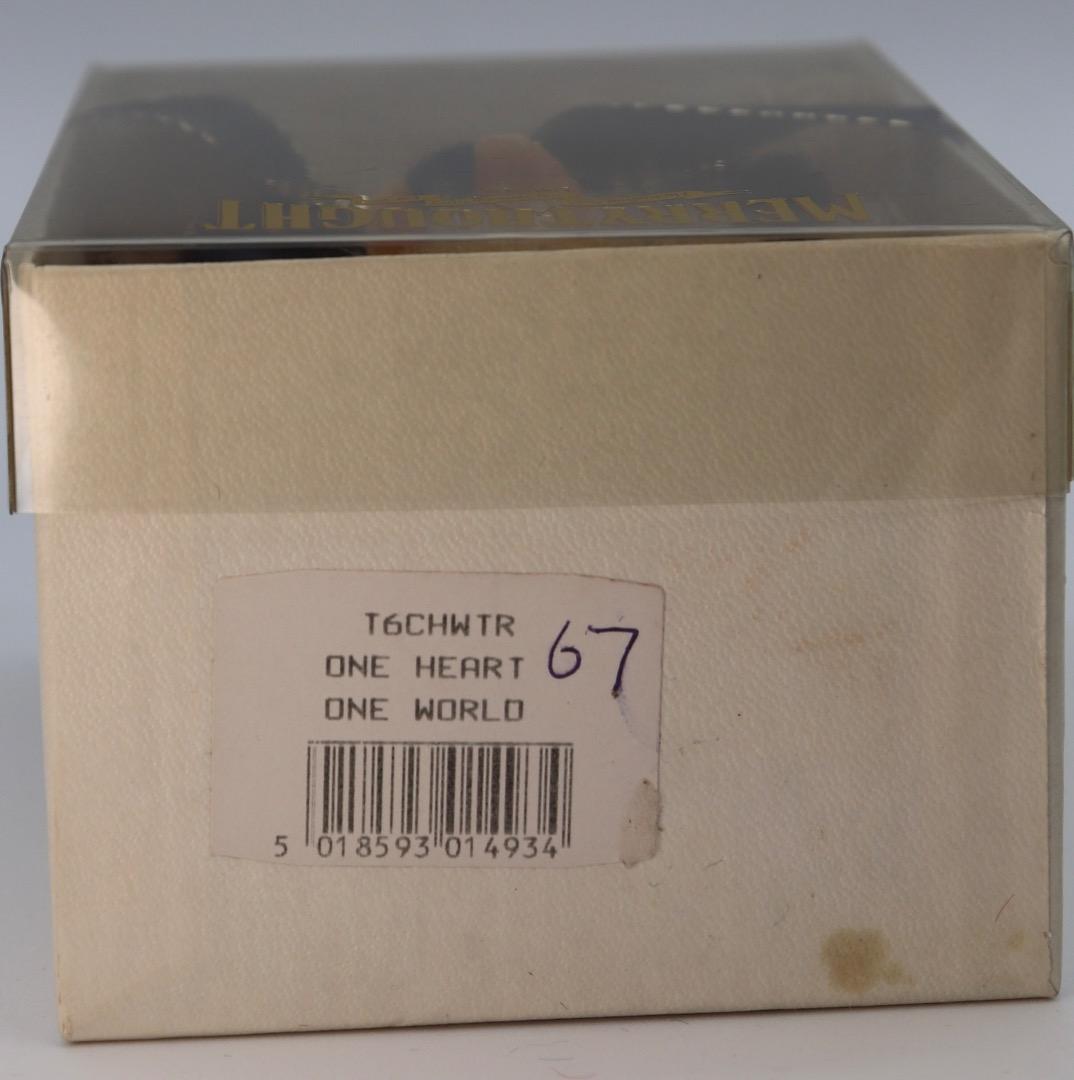 MERRYTHOUGHT
T6CHWTR
67
ONE HEART
ONE WORLD
5 018593 014934